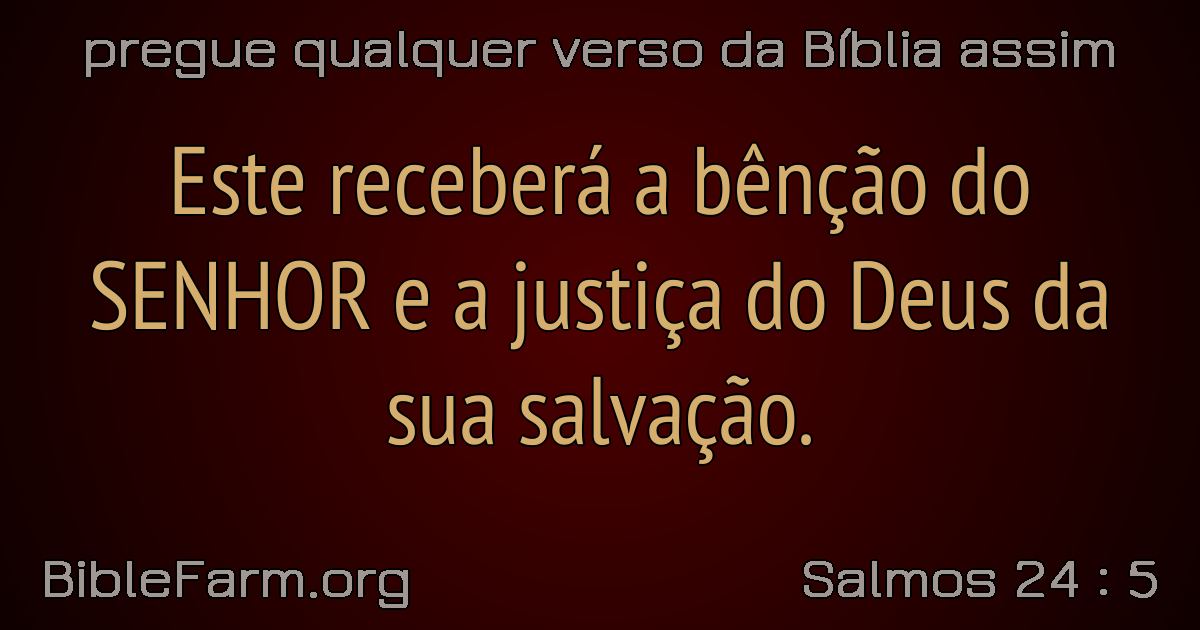 pregue qualquer verso da Bíblia assim
Este receberá a bênção do
SENHOR e a justiça do Deus da
sua salvação.
BibleFarm.org
Salmos 24 : 5